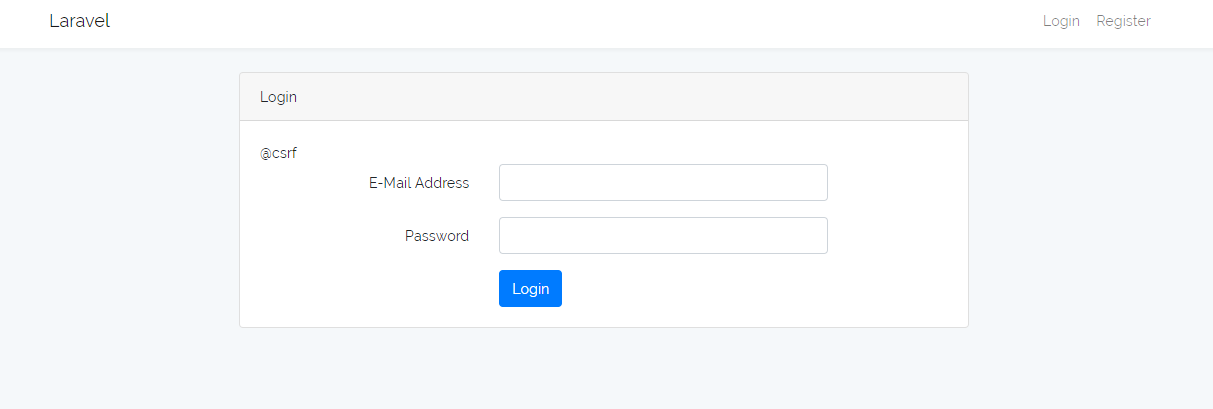 Laravel Login Register
Login
@csrf
E-Mail Address
Password
Login